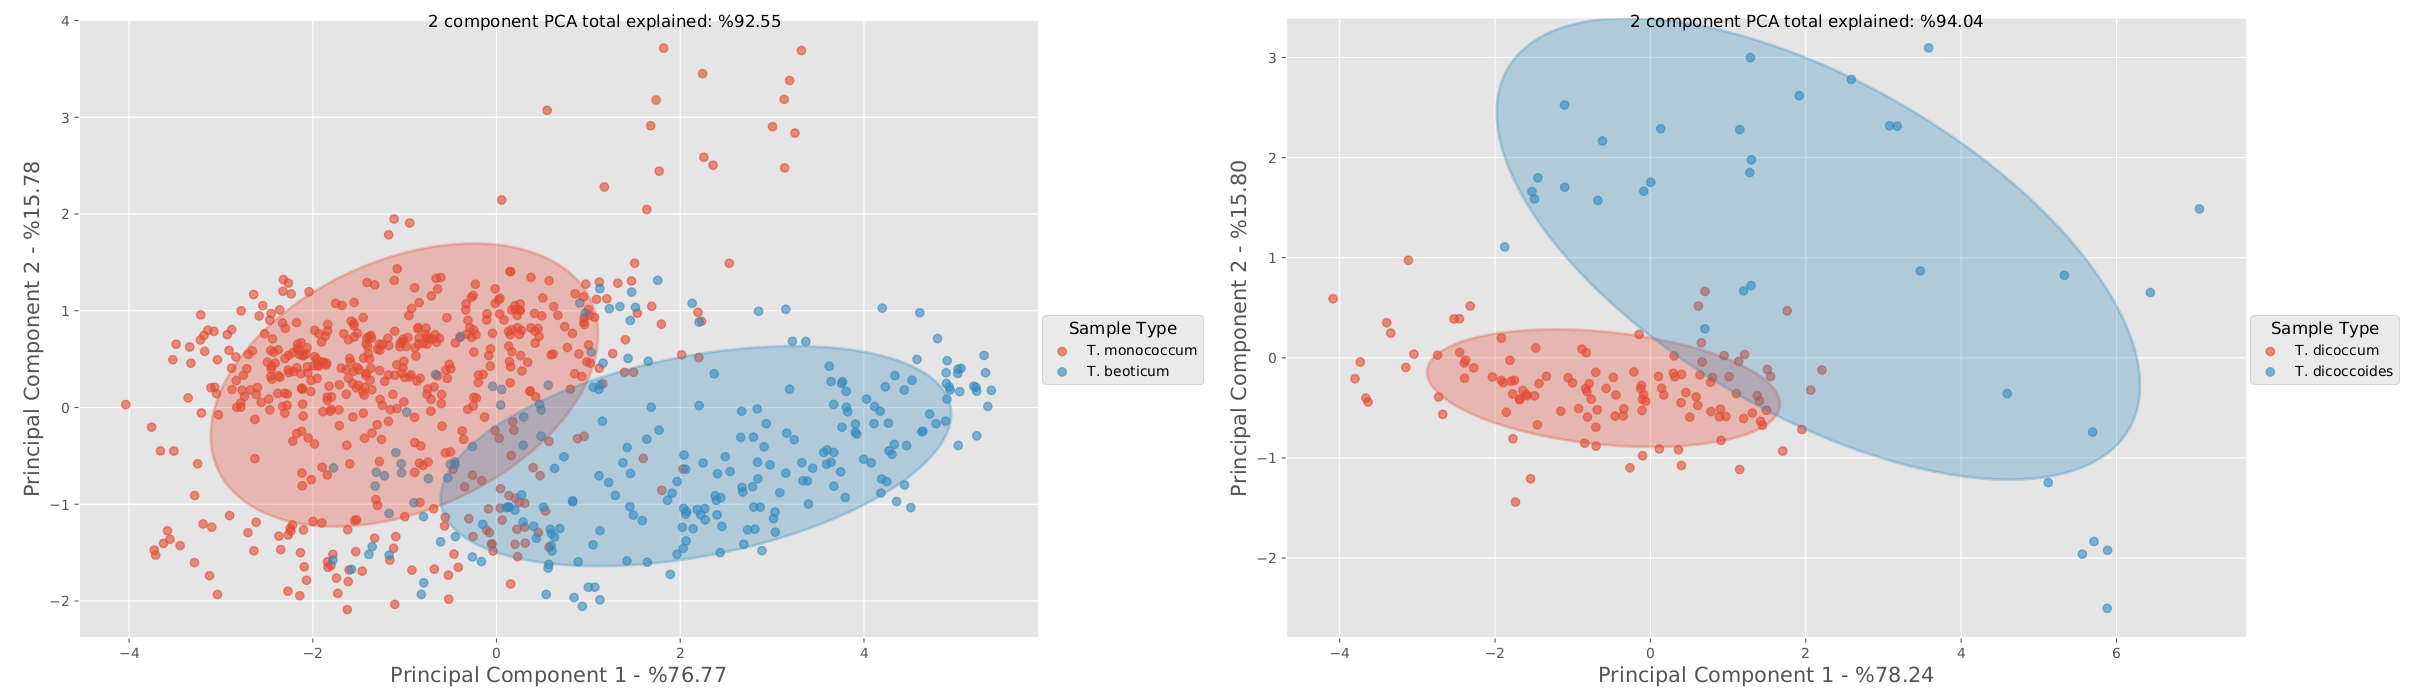 2 component PCA total explained: %92.55
Principal Component 2 - %15.78
4
3
2
1
0
−1
−2
−4
−2
0
2
4
Principal Component 1 - %76.77
Sample Type
T. monococcum
T. beoticum
2 component PCA total explained: %94.04
Principal Component 2 - %15.80
3
2
1
0
−1
−2
−4
−2
0
2
4
6
Principal Component 1 - %78.24
Sample Type
T. dicoccum
T. dicoccoides